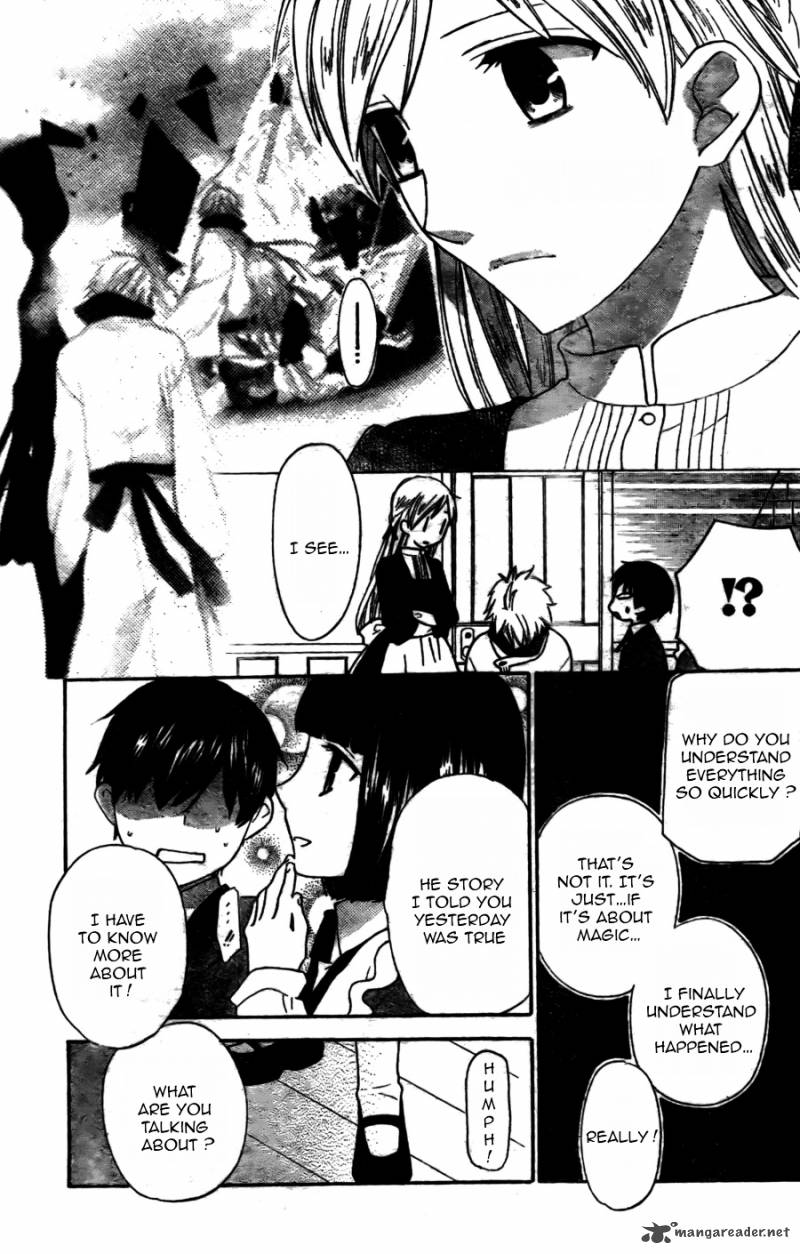 I SEE...
!?
WHY DO YOU
UNDERSTAND
EVERYTHING
SO QUICKLY ?
THAT'S
NOT IT. IT'S
JUST...IF
IT'S ABOUT
MAGIC...
I FINALLY
UNDERSTAND
WHAT
HAPPENED...
REALLY !
HE STORY
I TOLD YOU
YESTERDAY
WAS TRUE
I HAVE
TO KNOW
MORE
ABOUT
IT !
HUMPH!
WHAT
ARE YOU
TALKING
ABOUT ?
mangareader.net